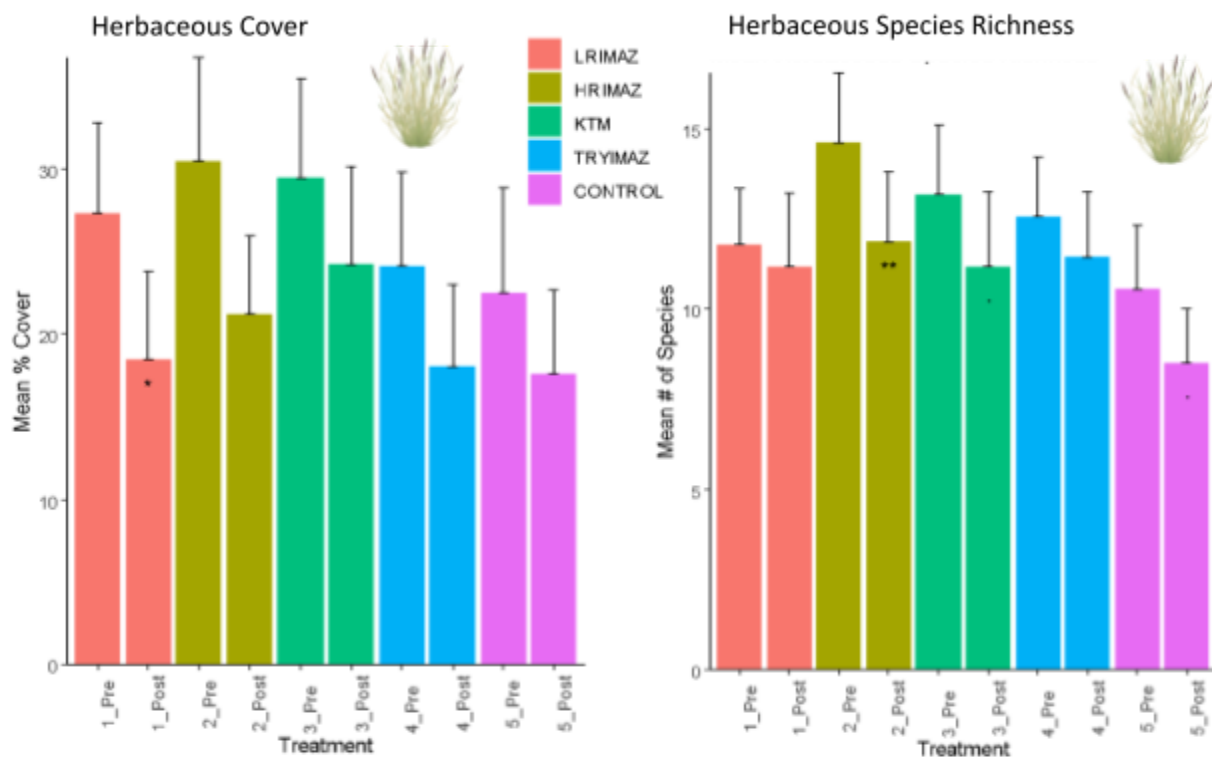 Herbaceous Cover
Mean % Cover
30
20
10
0
1_Pre
1_Post
2_Pre
2_Post
3_Pre
3_Post
4_Pre
4_Post
5_Pre
5_Post
*
Treatment
LRIMAZ
HRIMAZ
KTM
TRYIMAZ
CONTROL
Herbaceous Species Richness
Mean # of Species
15
10
5
0
**
.
.
1_Pre
1_Post
2_Pre
2_Post
3_Pre
3_Post
4_Pre
4_Post
5_Pre
5_Post
Treatment